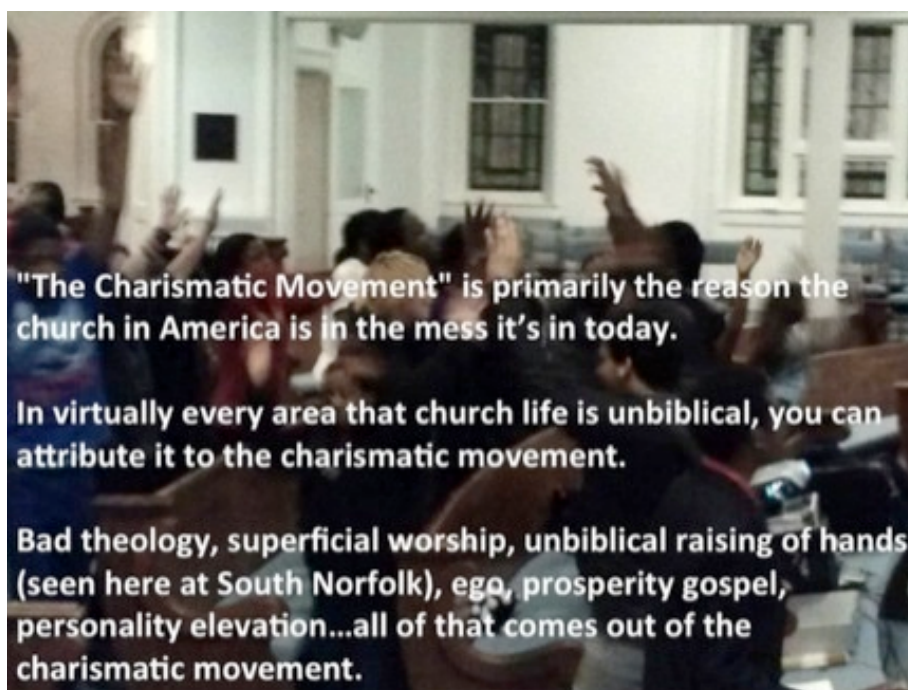 "The Charismatic Movement" is primarily the reason the
church in America is in the mess it's in today.
In virtually every area that church life is unbiblical, you can
attribute it to the charismatic movement.
Bad theology, superficial worship, unbiblical raising of hands
(seen here at South Norfolk), ego, prosperity gospel,
personality elevation...all of that comes out of the
charismatic movement.